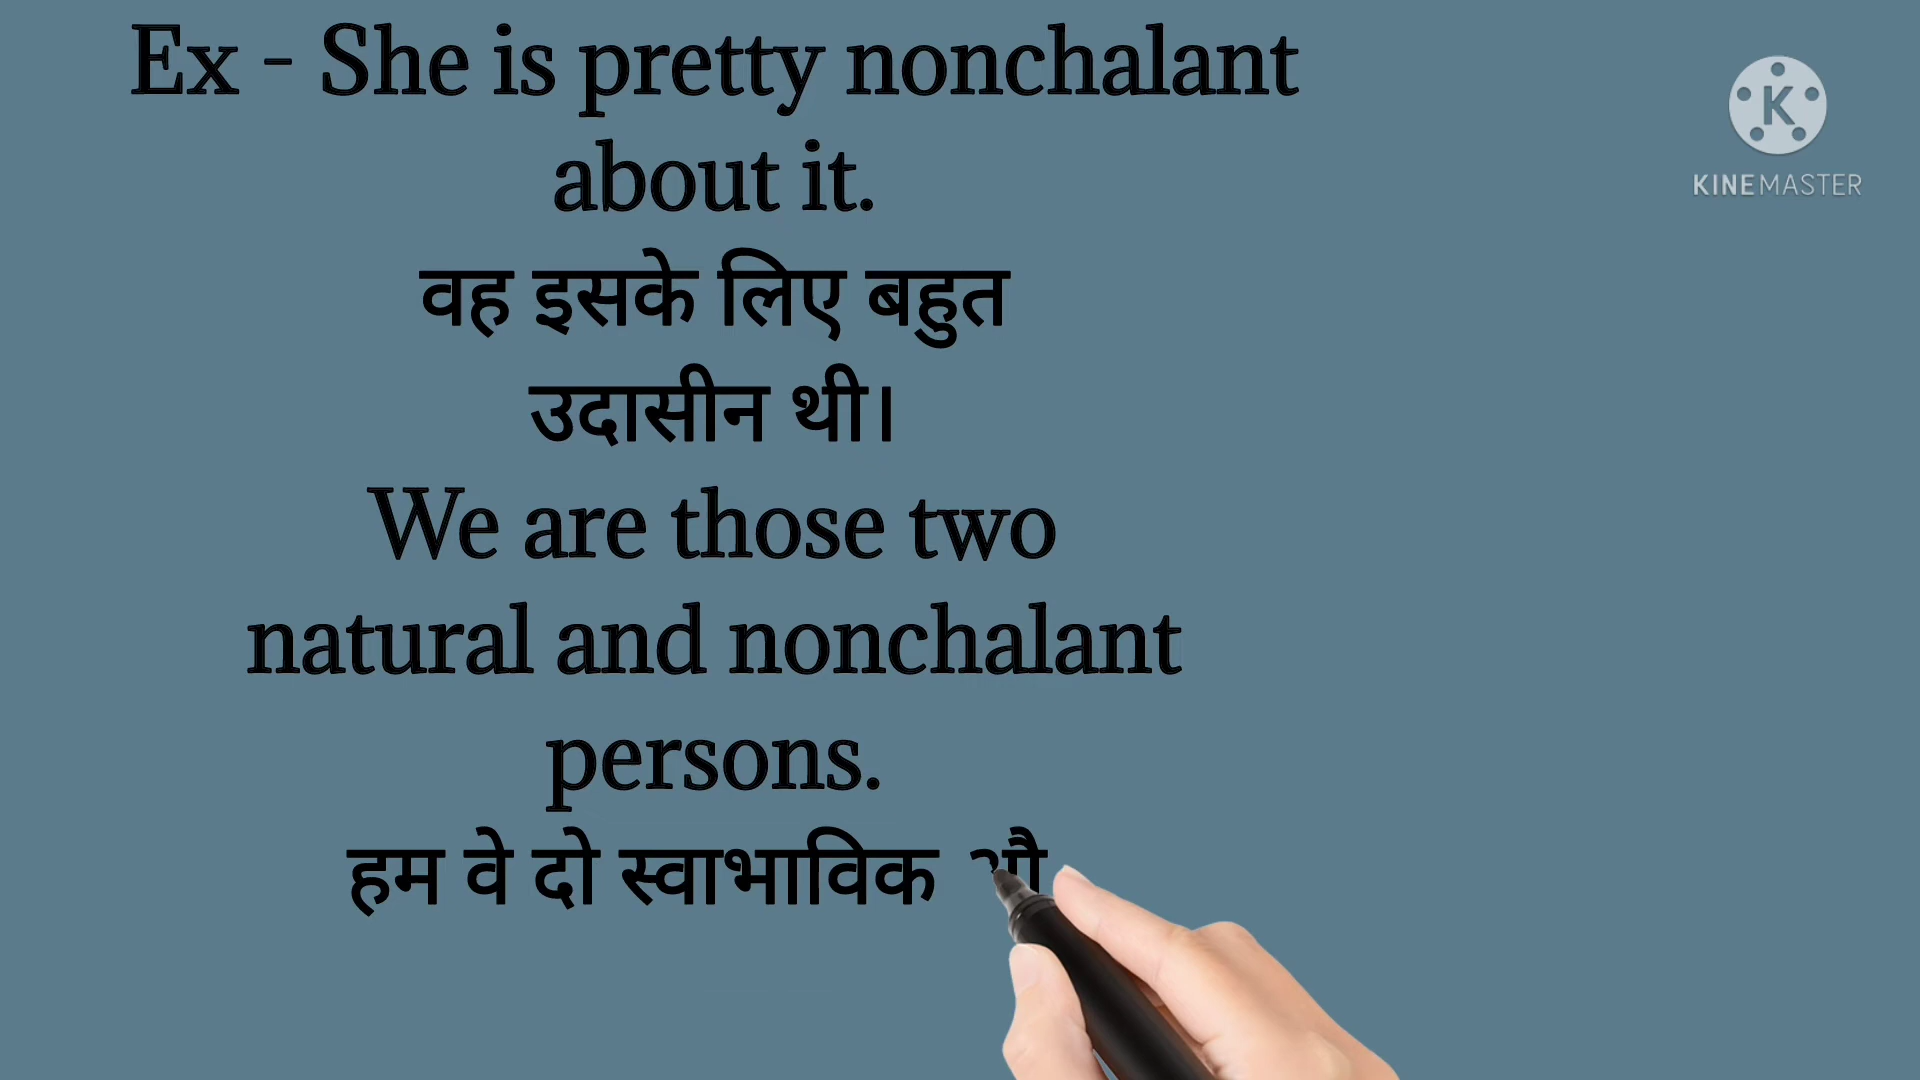 Ex - She is pretty nonchalant
about it.
वह इसके लिए बहुत
उदासीन थी।
We are those two
natural and nonchalant
persons.
हम वे दो स्वाभाविक
K
KINEMASTER